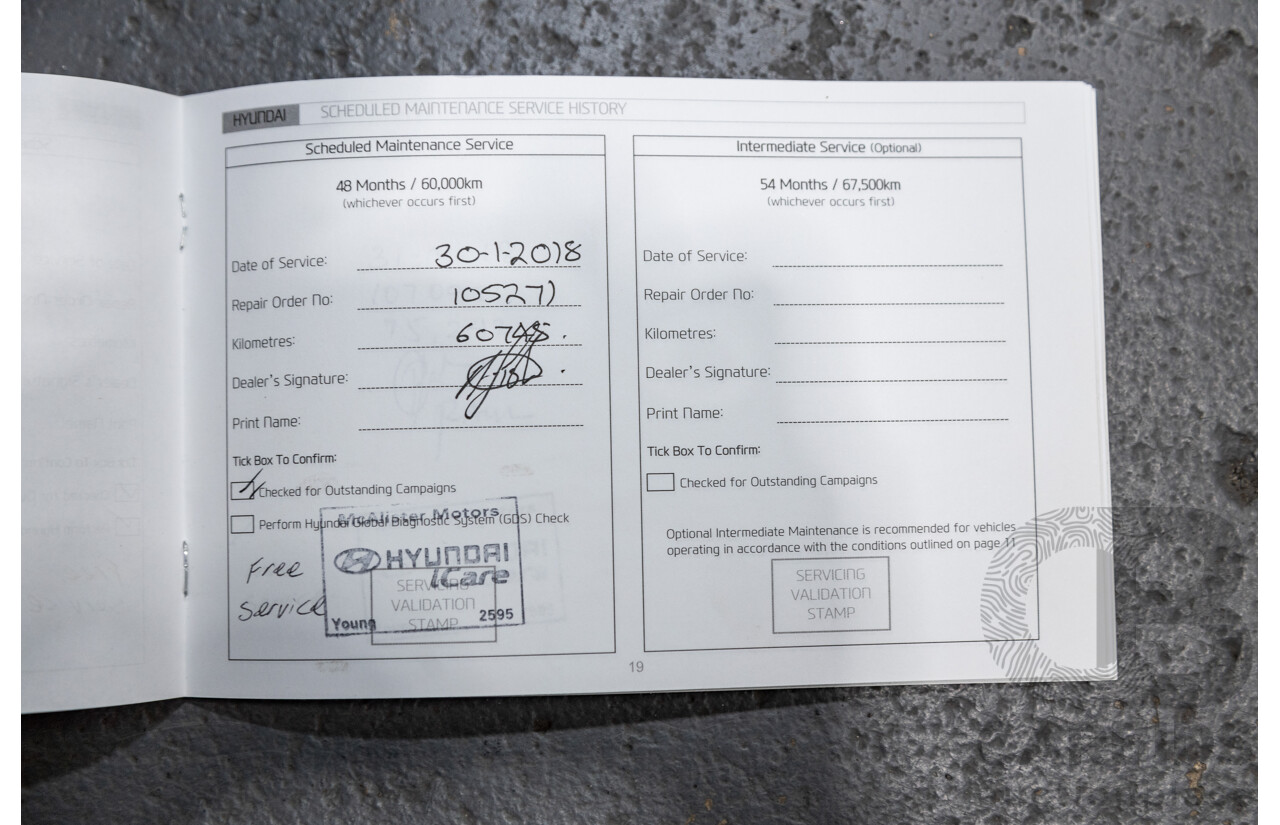 HYUNDAI SCHEDULED MAINTENANCE SERVICE HISTORY
Scheduled Maintenance Service
48 Months / 60,000km
(whichever occurs first)
Date of Service: 30-1-2018
Repair Order No: 105271
Kilometres: 60748.
Dealer's Signature:
Print Name:
Tick Box To Confirm:
Checked for Outstanding Campaigns
Perform Hyundai Global Diagnostic System (GDS) Check
McAlister Motors
HYUNDAI
iCare
Young 2595
Free
Service
SERVICING
VALIDATION
STAMP
Intermediate Service (Optional)
54 Months / 67,500km
(whichever occurs first)
Date of Service:
Repair Order No:
Kilometres:
Dealer's Signature:
Print Name:
Tick Box To Confirm:
Checked for Outstanding Campaigns
Optional Intermediate Maintenance is recommended for vehicles
operating in accordance with the conditions outlined on page 11
SERVICING
VALIDATION
STAMP
19